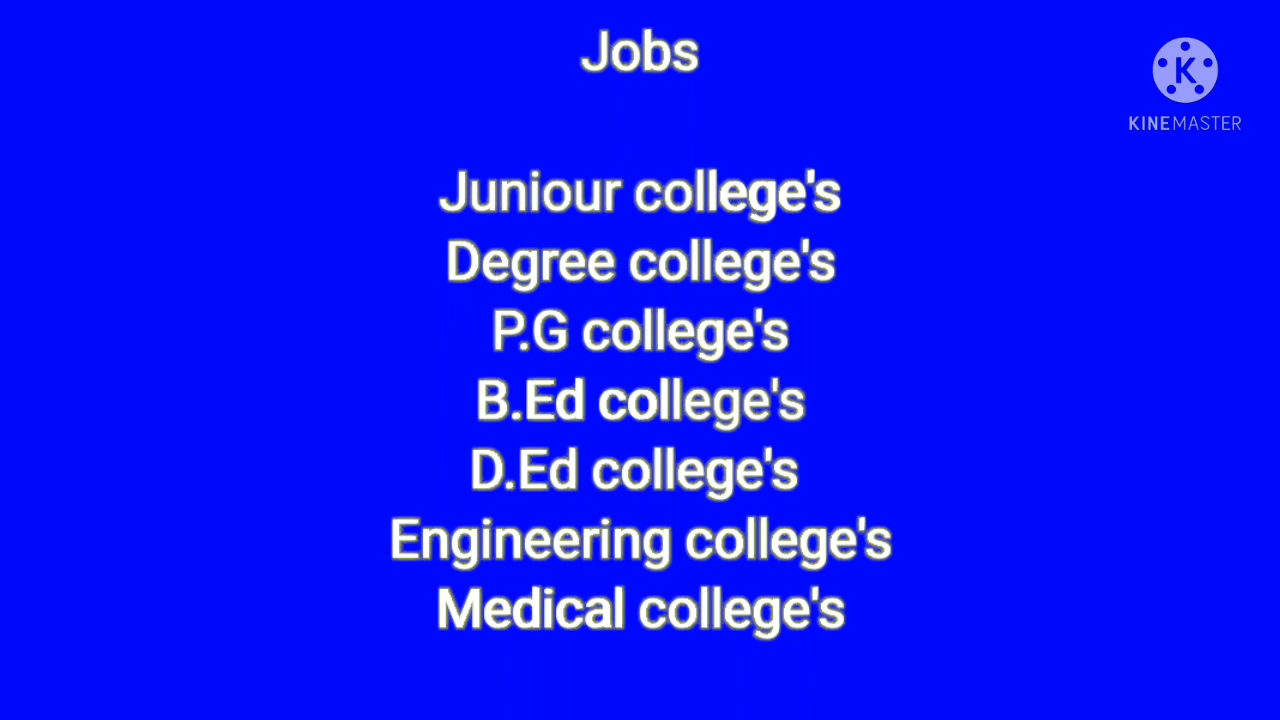 Jobs
KINEMASTER
Juniour college's
Degree college's
P.G college's
B.Ed college's
D.Ed college's
Engineering college's
Medical college's